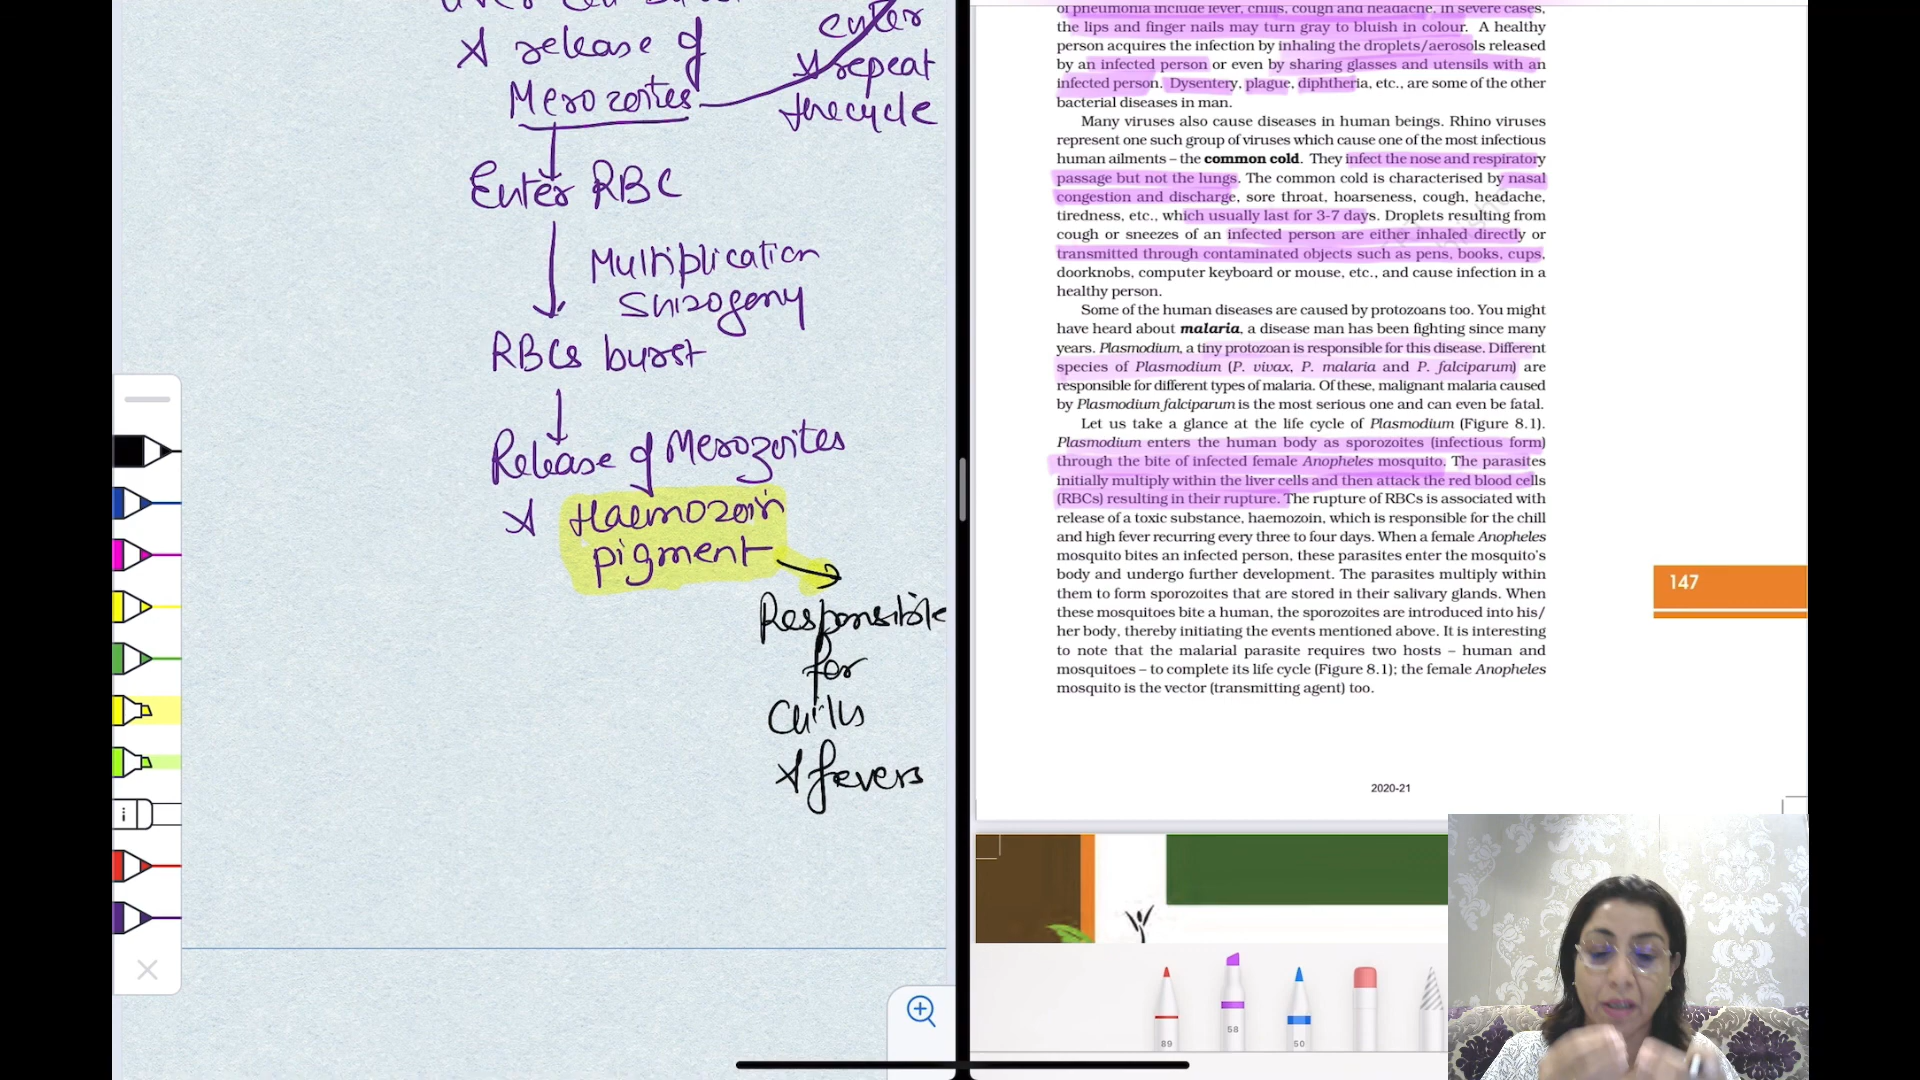 & release of
Merozoites
enter
& repeat
the cycle
Enter RBC
Multiplication
Shizogony
RBCs burst
Release of Merozoites
& Haemozoin
pigment
Responsible
for
Chills
& fevers
of pneumonia include fever, chills, cough and headache. In severe cases,
the lips and finger nails may turn gray to bluish in colour. A healthy
person acquires the infection by inhaling the droplets/aerosols released
by an infected person or even by sharing glasses and utensils with an
infected person. Dysentery, plague, diphtheria, etc., are some of the other
bacterial diseases in man.
Many viruses also cause diseases in human beings. Rhino viruses
represent one such group of viruses which cause one of the most infectious
human ailments – the common cold. They infect the nose and respiratory
passage but not the lungs. The common cold is characterised by nasal
congestion and discharge, sore throat, hoarseness, cough, headache,
tiredness, etc., which usually last for 3-7 days. Droplets resulting from
cough or sneezes of an infected person are either inhaled directly or
transmitted through contaminated objects such as pens, books, cups,
doorknobs, computer keyboard or mouse, etc., and cause infection in a
healthy person.
Some of the human diseases are caused by protozoans too. You might
have heard about malaria, a disease man has been fighting since many
years. Plasmodium, a tiny protozoan is responsible for this disease. Different
species of Plasmodium (P. vivax, P. malaria and P. falciparum) are
responsible for different types of malaria. Of these, malignant malaria caused
by Plasmodium falciparum is the most serious one and can even be fatal.
Let us take a glance at the life cycle of Plasmodium (Figure 8.1).
Plasmodium enters the human body as sporozoites (infectious form)
through the bite of infected female Anopheles mosquito. The parasites
initially multiply within the liver cells and then attack the red blood cells
(RBCs) resulting in their rupture. The rupture of RBCs is associated with
release of a toxic substance, haemozoin, which is responsible for the chill
and high fever recurring every three to four days. When a female Anopheles
mosquito bites an infected person, these parasites enter the mosquito's
body and undergo further development. The parasites multiply within
them to form sporozoites that are stored in their salivary glands. When
these mosquitoes bite a human, the sporozoites are introduced into his/
her body, thereby initiating the events mentioned above. It is interesting
to note that the malarial parasite requires two hosts – human and
mosquitoes – to complete its life cycle (Figure 8.1); the female Anopheles
mosquito is the vector (transmitting agent) too.
147
2020-21
89
58
50